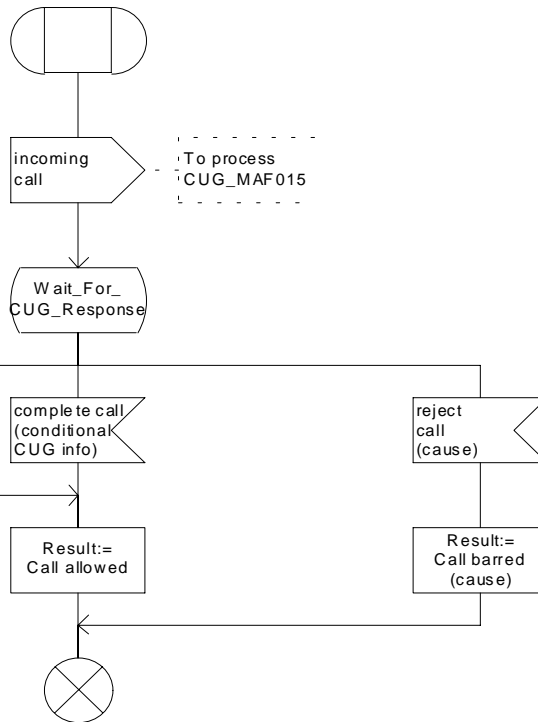 incoming
call
To process
CUG_MAF015
Wait_For_
CUG_Response
complete call
(conditional
CUG info)
reject
call
(cause)
Result:=
Call allowed
Result:=
Call barred
(cause)